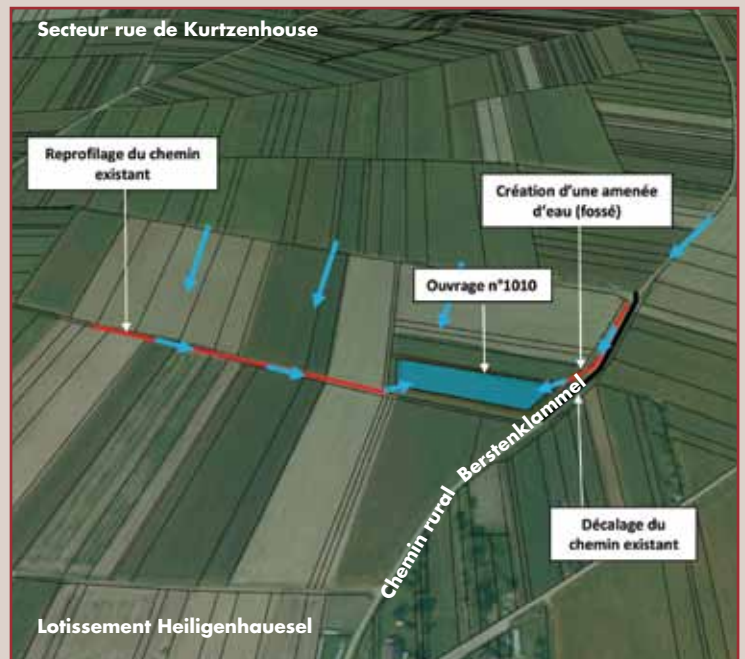 Secteur rue de Kurtzenhouse
Reprofilage du chemin
existant
Création d'une amenée
d'eau (fossé)
Ouvrage n°1010
Chemin rural Berstenklammel
Décalage du
chemin existant
Lotissement Heiligenhauesel